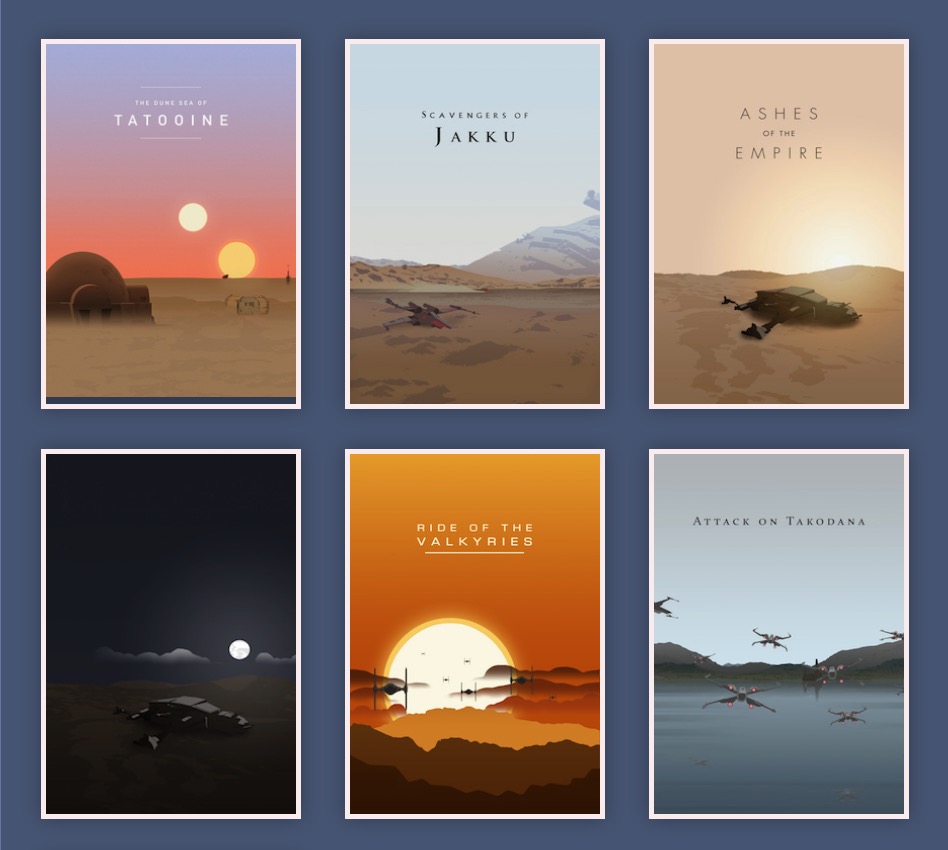 THE DUNE SEA OF
TATOOINE
SCAVENGERS OF
JAKKU
ASHES
OF THE
EMPIRE
RIDE OF THE
VALKYRIES
ATTACK ON TAKODANA